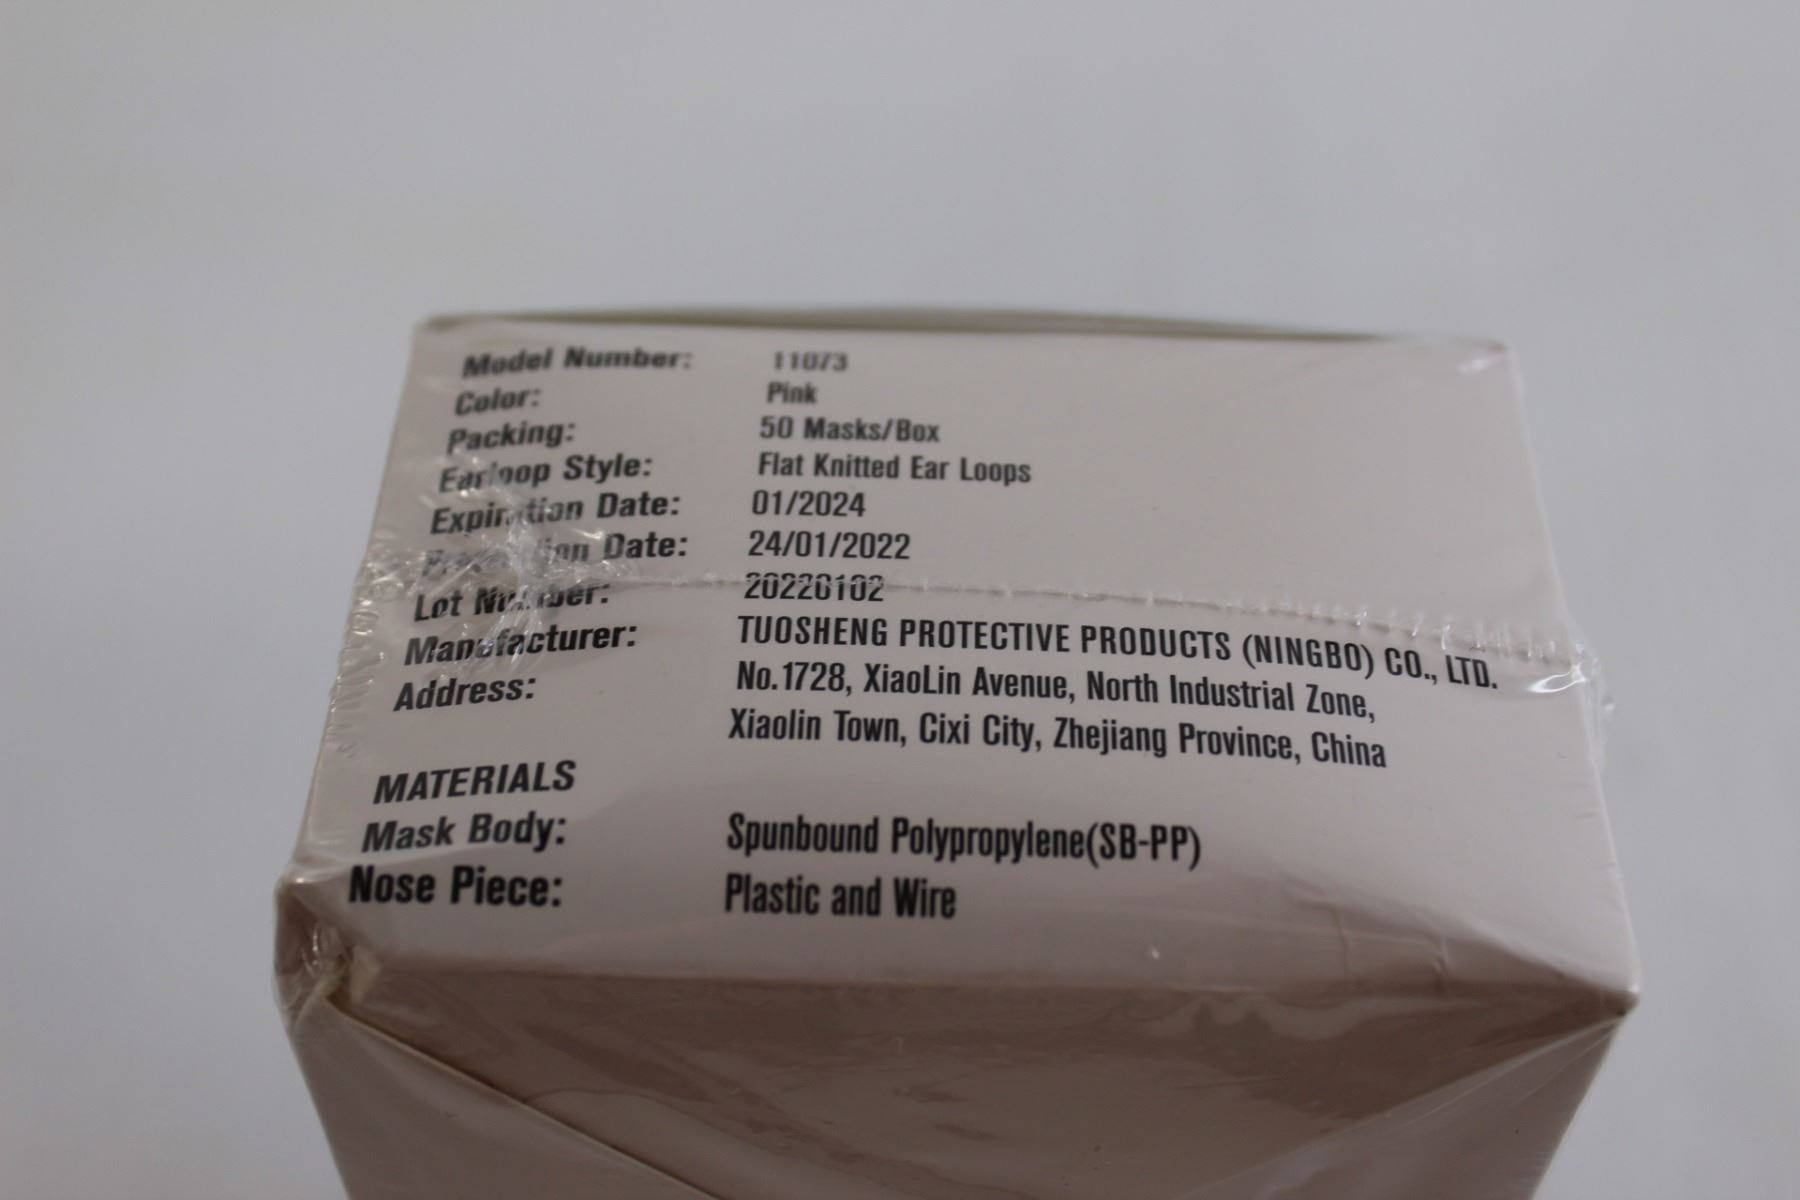 Model Number: 11073
Color: Pink
Packing: 50 Masks/Box
Earloop Style: Flat Knitted Ear Loops
Expiration Date: 01/2024
Date: 24/01/2022
Lot Number: 20220102
Manufacturer: TUOSHENG PROTECTIVE PRODUCTS (NINGBO) CO., LTD.
Address: No.1728, XiaoLin Avenue, North Industrial Zone,
Xiaolin Town, Cixi City, Zhejiang Province, China
MATERIALS
Mask Body: Spunbound Polypropylene(SB-PP)
Nose Piece: Plastic and Wire